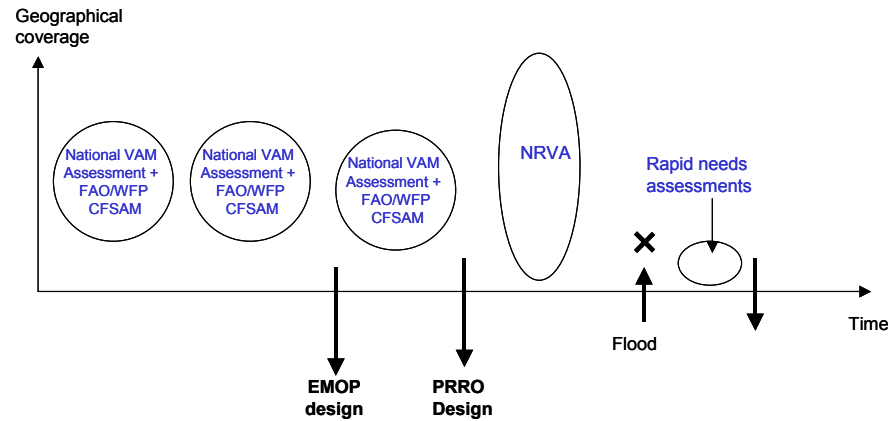 Geographical
coverage
National VAM
Assessment +
FAO/WFP
CFSAM
National VAM
Assessment +
FAO/WFP
CFSAM
National VAM
Assessment +
FAO/WFP
CFSAM
NRVA
Rapid needs
assessments
Time
Flood
EMOP
design
PRRO
Design